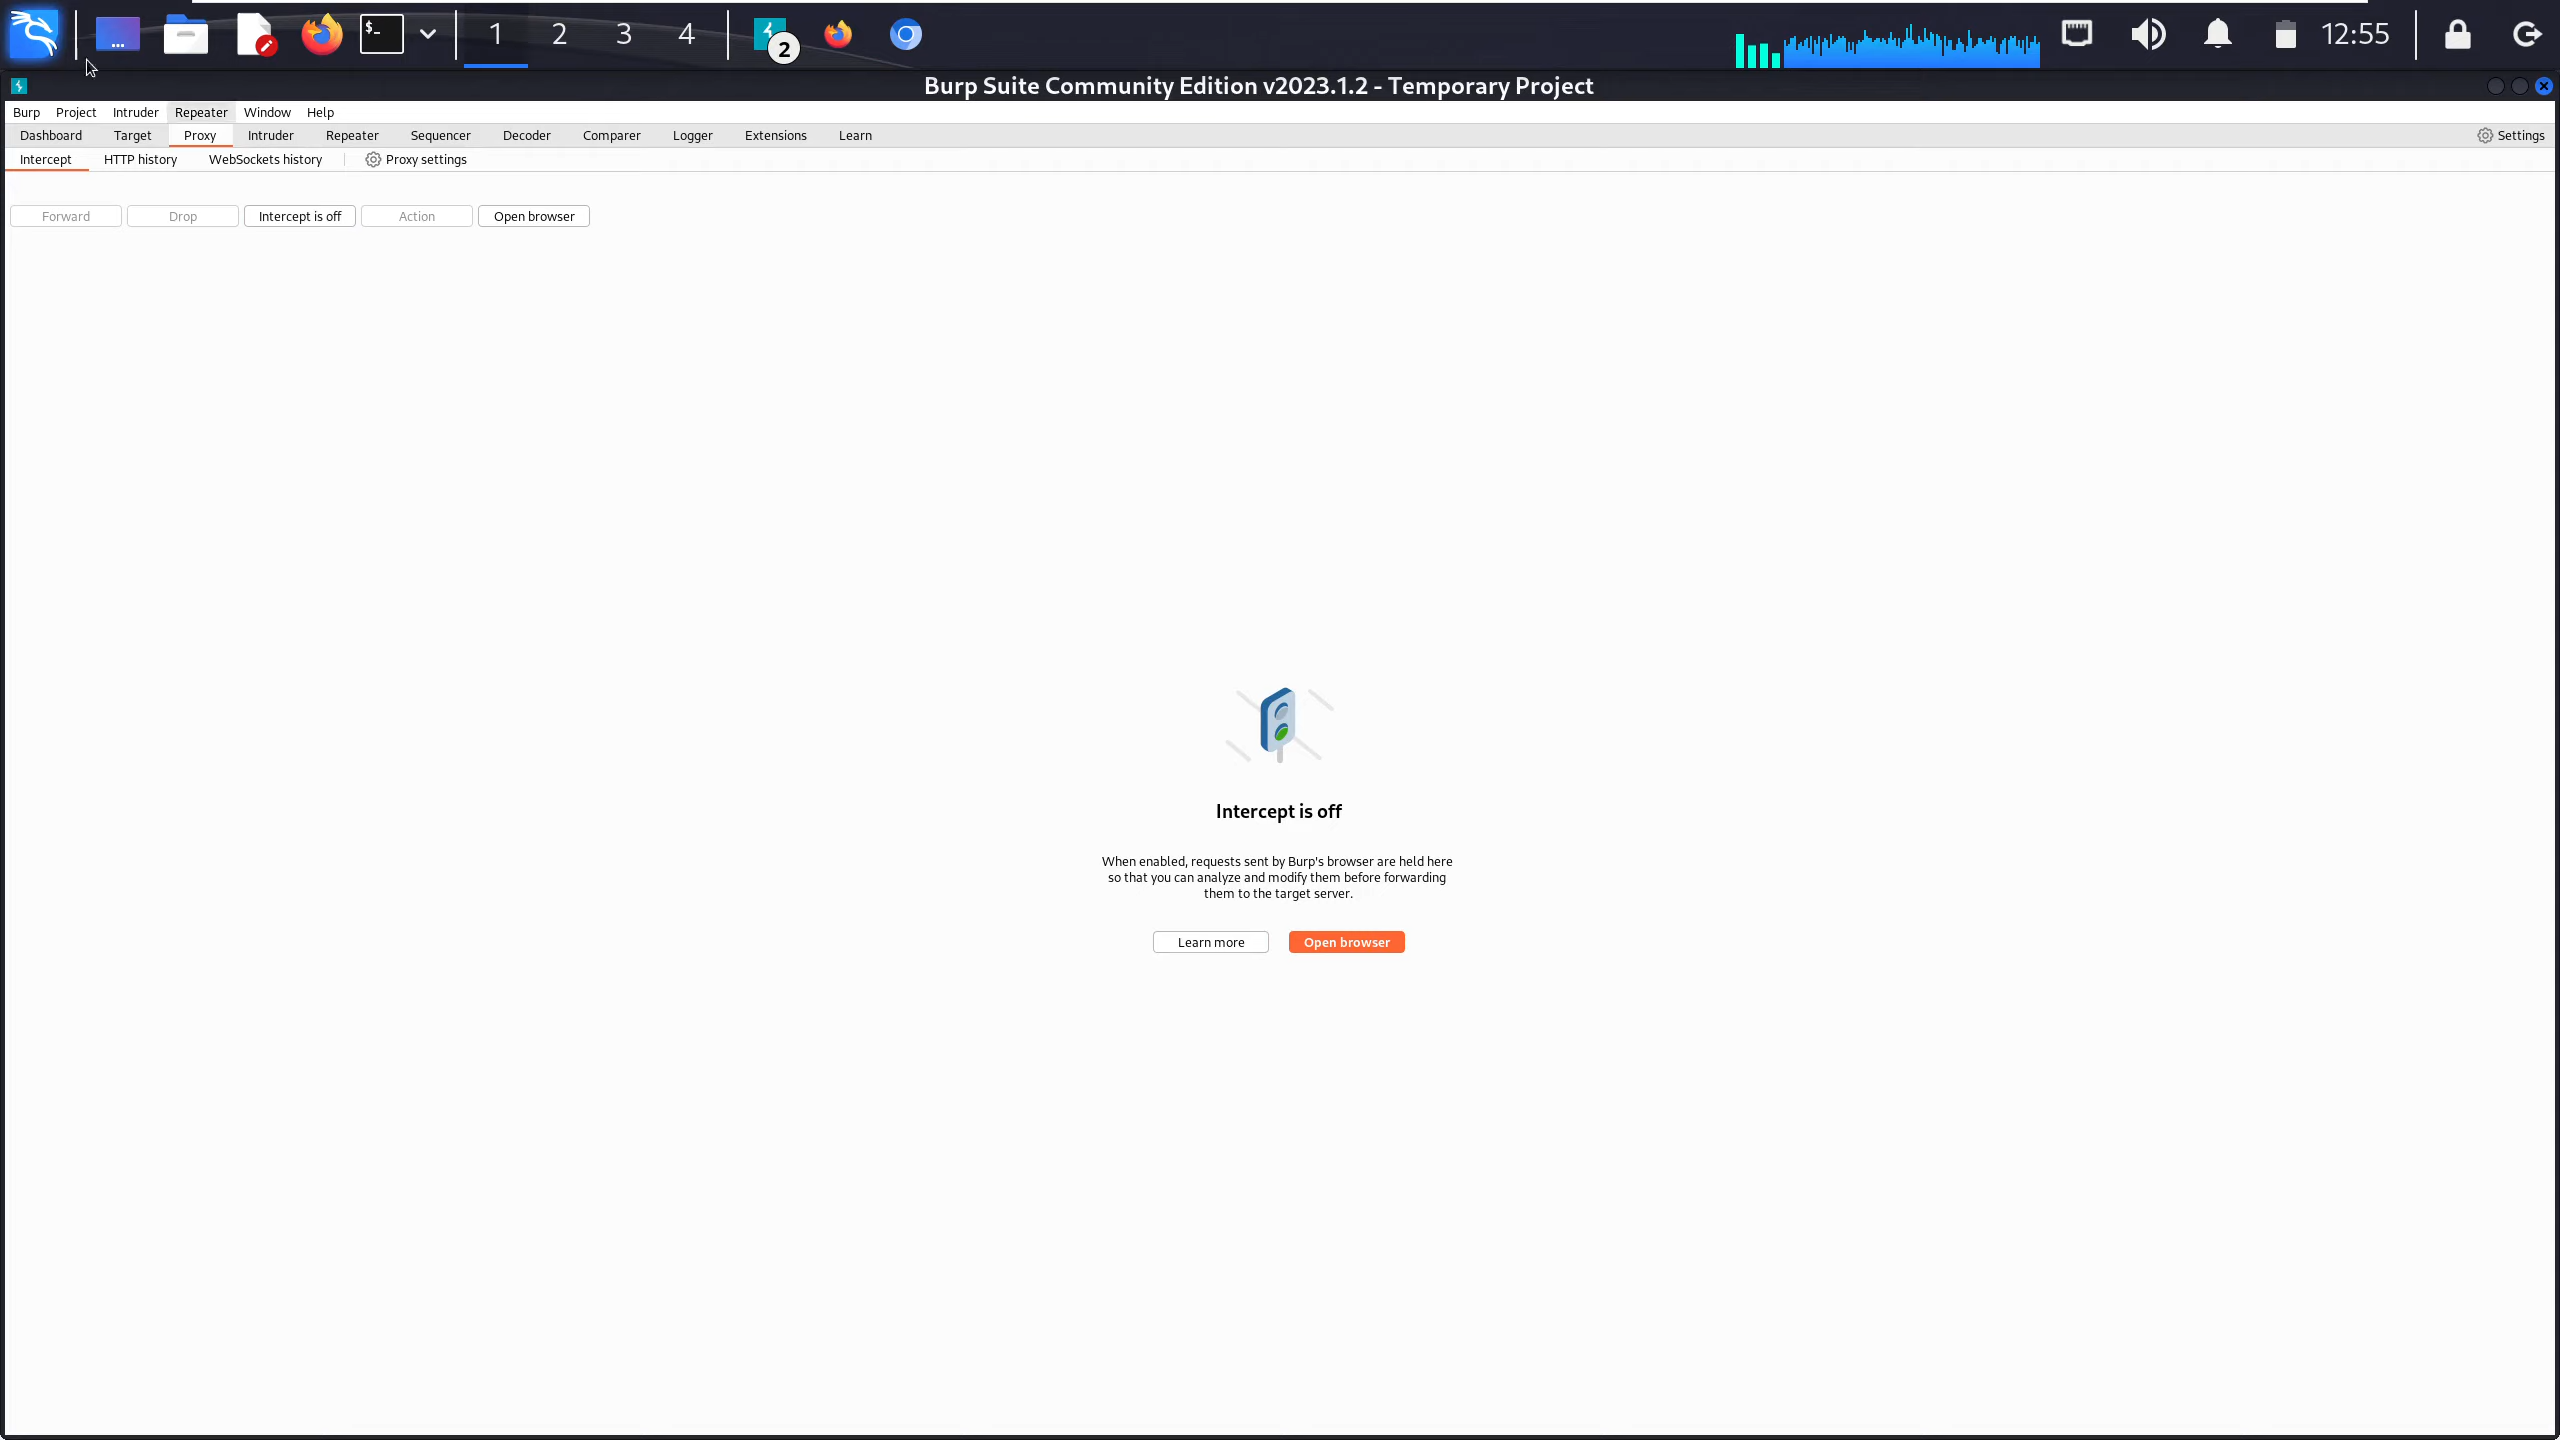 $-
1 2 3 4
2
12:55
Burp Suite Community Edition v2023.1.2 - Temporary Project
Burp Project Intruder Repeater Window Help
Dashboard Target Proxy Intruder Repeater Sequencer Decoder Comparer Logger Extensions Learn Settings
Intercept HTTP history WebSockets history Proxy settings
Forward Drop Intercept is off Action Open browser
Intercept is off
When enabled, requests sent by Burp's browser are held here
so that you can analyze and modify them before forwarding
them to the target server.
Learn more Open browser